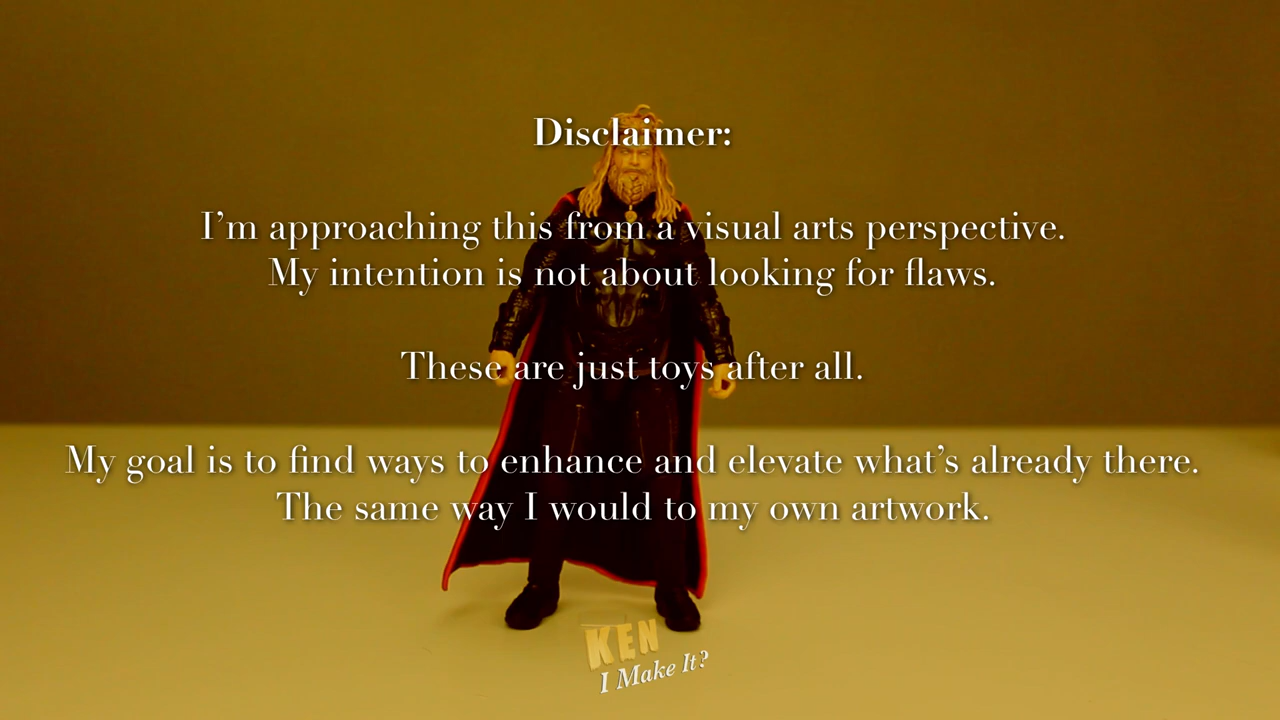 Disclaimer:
I'm approaching this from a visual arts perspective.
My intention is not about looking for flaws.
These are just toys after all.
My goal is to find ways to enhance and elevate what's already there.
The same way I would to my own artwork.
KEN
I Make It?